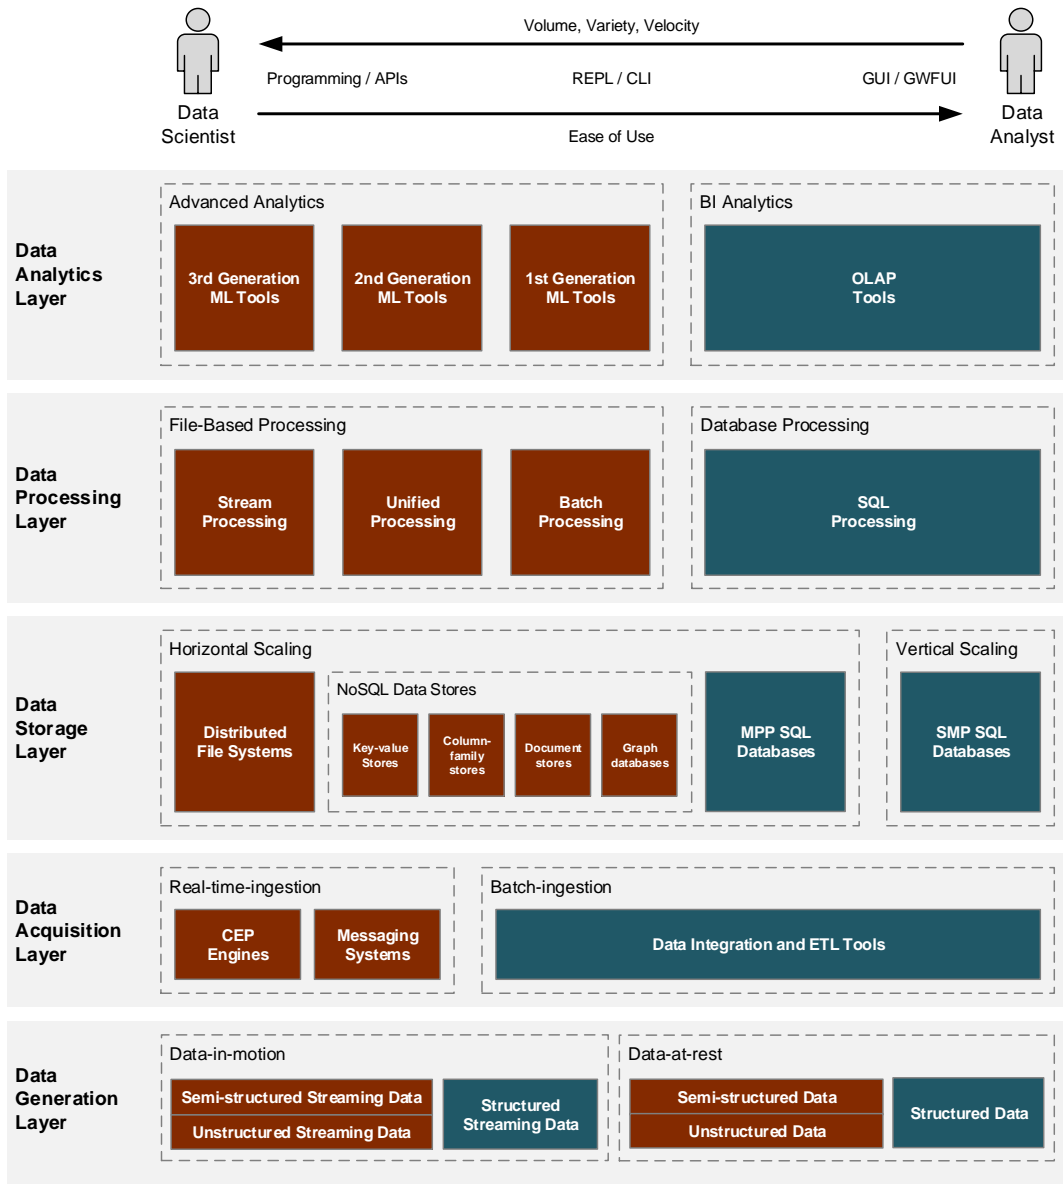 Volume, Variety, Velocity
Programming / APIs
REPL / CLI
GUI / GWFUI
Data
Scientist
Ease of Use
Data
Analyst
Data
Analytics
Layer
Advanced Analytics
3rd Generation
ML Tools
2nd Generation
ML Tools
1st Generation
ML Tools
BI Analytics
OLAP
Tools
Data
Processing
Layer
File-Based Processing
Stream
Processing
Unified
Processing
Batch
Processing
Database Processing
SQL
Processing
Data
Storage
Layer
Horizontal Scaling
Distributed
File Systems
NoSQL Data Stores
Key-value
Stores
Column-
family
stores
Document
stores
Graph
databases
MPP SQL
Databases
Vertical Scaling
SMP SQL
Databases
Data
Acquisition
Layer
Real-time-ingestion
CEP
Engines
Messaging
Systems
Batch-ingestion
Data Integration and ETL Tools
Data
Generation
Layer
Data-in-motion
Semi-structured Streaming Data
Unstructured Streaming Data
Structured
Streaming Data
Data-at-rest
Semi-structured Data
Unstructured Data
Structured Data